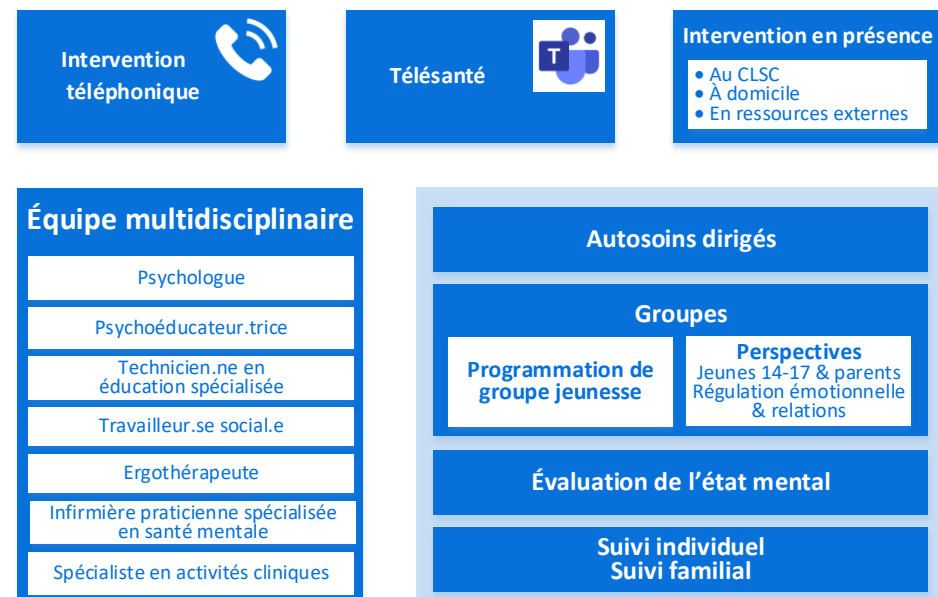 Intervention
téléphonique
Télésanté
T
Intervention en présence
• Au CLSC
• À domicile
• En ressources externes
Équipe multidisciplinaire
Psychologue
Psychoéducateur.trice
Technicien.ne en
éducation spécialisée
Travailleur.se social.e
Ergothérapeute
Infirmière praticienne spécialisée
en santé mentale
Spécialiste en activités cliniques
Autosoins dirigés
Groupes
Programmation de
groupe jeunesse
Perspectives
Jeunes 14-17 & parents
Régulation émotionnelle
& relations
Évaluation de l'état mental
Suivi individuel
Suivi familial